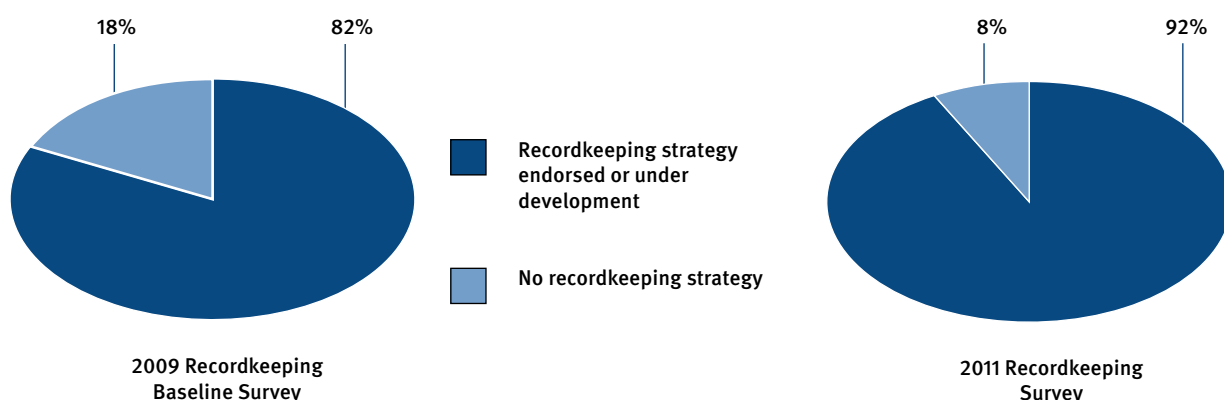 18%
82%
8%
92%
Recordkeeping strategy
endorsed or under
development
No recordkeeping strategy
2009 Recordkeeping
Baseline Survey
2011 Recordkeeping
Survey